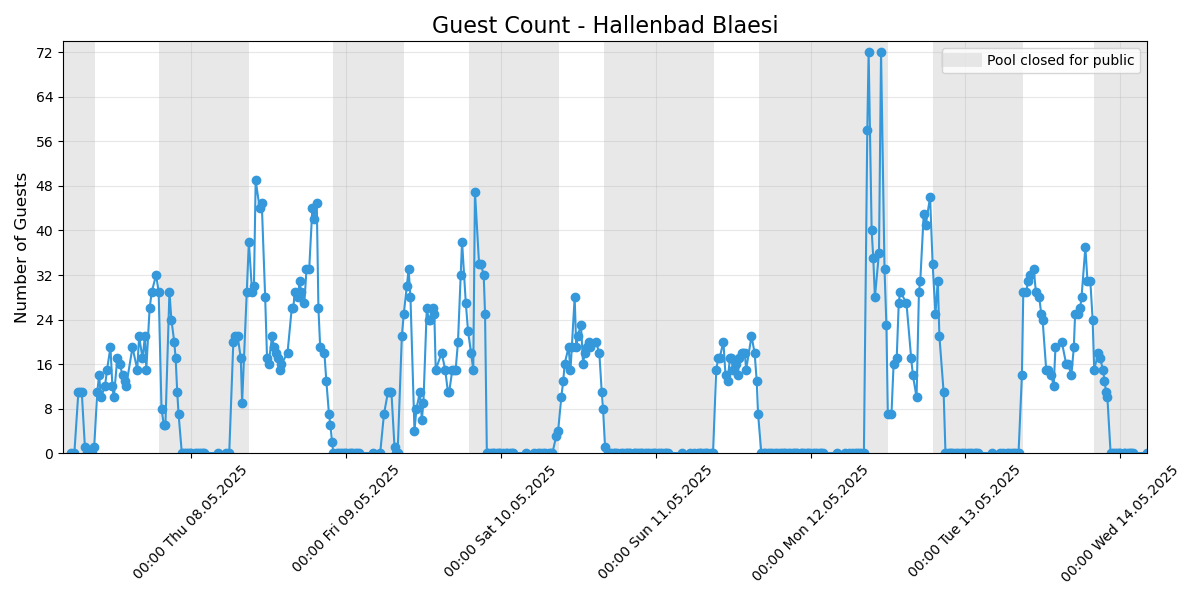 Guest Count - Hallenbad Blaesi
Pool closed for public
Number of Guests
72
64
56
48
40
32
24
16
8
0
00:00 Thu 08.05.2025
00:00 Fri 09.05.2025
00:00 Sat 10.05.2025
00:00 Sun 11.05.2025
00:00 Mon 12.05.2025
00:00 Tue 13.05.2025
00:00 Wed 14.05.2025